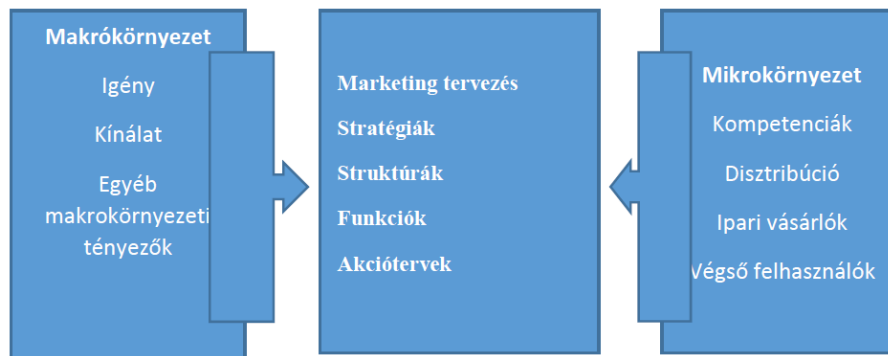 Makrókörnyezet
Igény
Kínálat
Egyéb
makrokörnyezeti
tényezők
Marketing tervezés
Stratégiák
Struktúrák
Funkciók
Akciótervek
Mikrokörnyezet
Kompetenciák
Disztribúció
Ipari vásárlók
Végső felhasználók